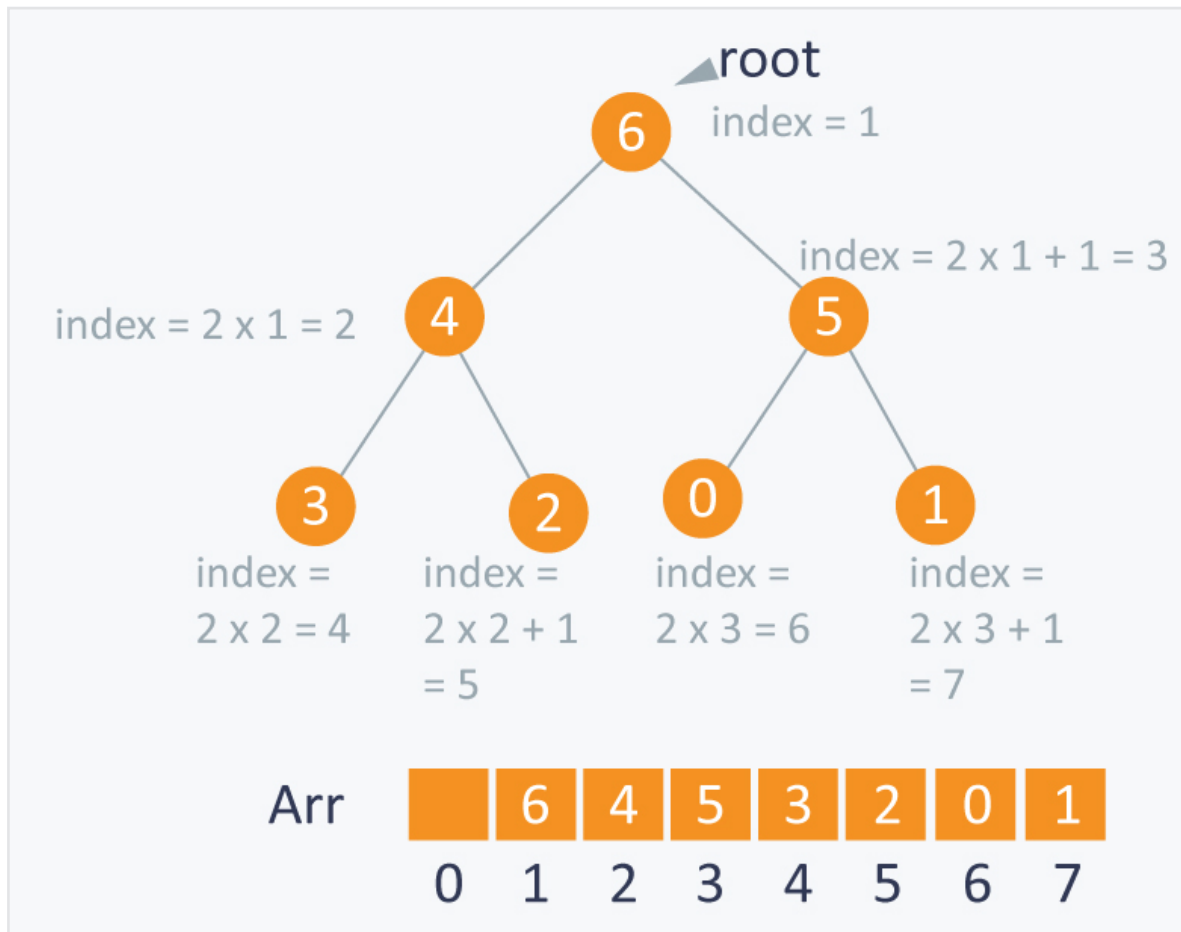 root
6
index = 1
index = 2 x 1 + 1 = 3
index = 2 x 1 = 2
4
5
3
2
0
1
index =
2 x 2 = 4
index =
2 x 2 + 1
= 5
index =
2 x 3 = 6
index =
2 x 3 + 1
= 7
Arr 6 4 5 3 2 0 1
0 1 2 3 4 5 6 7